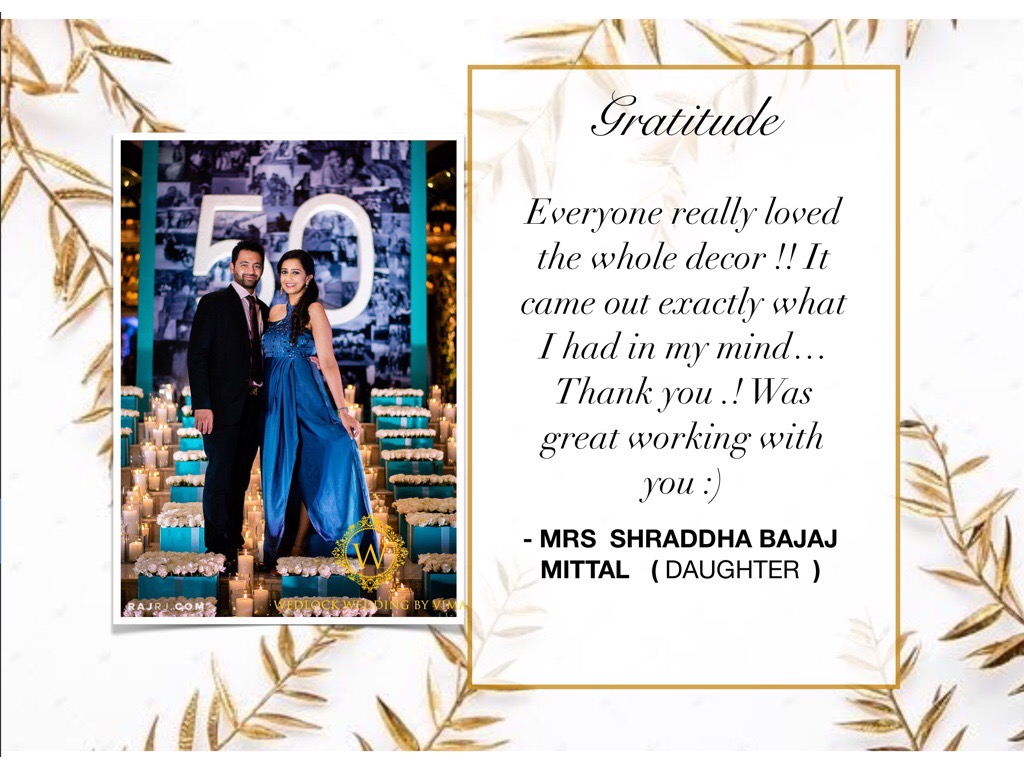 Gratitude
Everyone really loved
the whole decor !! It
came out exactly what
I had in my mind…
Thank you .! Was
great working with
you :)
- MRS  SHRADDHA BAJAJ
MITTAL  ( DAUGHTER )
50
W
WEDLOCK WEDDING BY VIMA
RAJRJ.COM